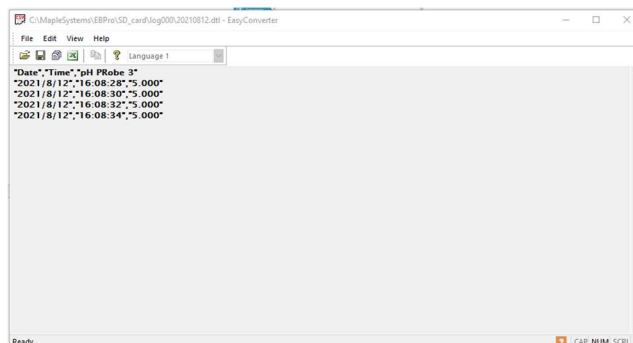 C:\MapleSystems\EBPro\SD_card\log000\20210812.dtl - EasyConverter
File Edit View Help
Language 1
"Date","Time","pH PRobe 3"
"2021/8/12","16:08:28","5.000"
"2021/8/12","16:08:30","5.000"
"2021/8/12","16:08:32","5.000"
"2021/8/12","16:08:34","5.000"
Ready CAP NUM SCRL